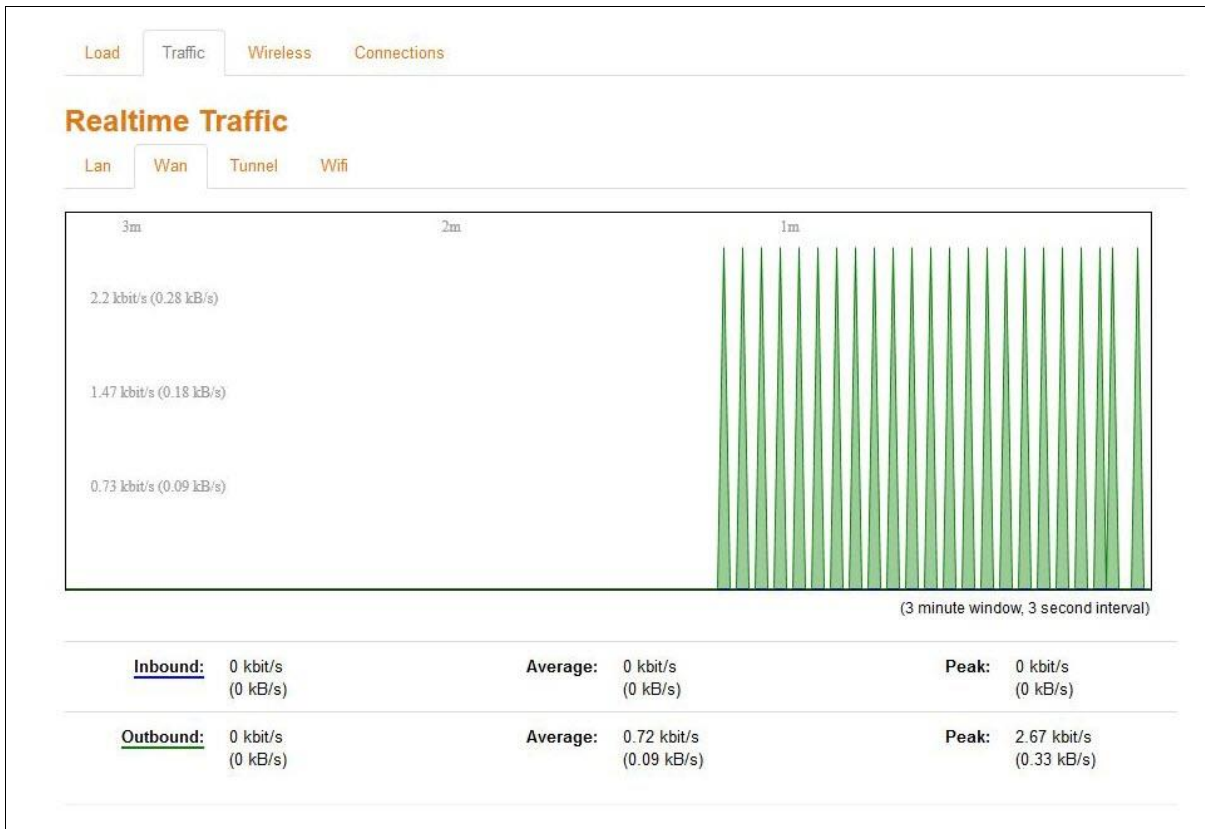 Load Traffic Wireless Connections
Realtime Traffic
Lan Wan Tunnel Wifi
3m 2m 1m
2.2 kbit/s (0.28 kB/s)
1.47 kbit/s (0.18 kB/s)
0.73 kbit/s (0.09 kB/s)
(3 minute window, 3 second interval)
Inbound: 0 kbit/s Average: 0 kbit/s Peak: 0 kbit/s
(0 kB/s) (0 kB/s) (0 kB/s)
Outbound: 0 kbit/s Average: 0.72 kbit/s Peak: 2.67 kbit/s
(0 kB/s) (0.09 kB/s) (0.33 kB/s)